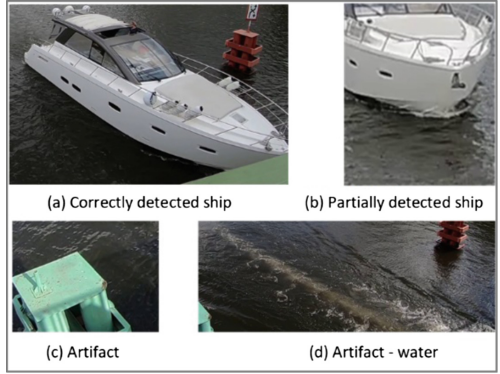 (a) Correctly detected ship
(b) Partially detected ship
(c) Artifact
(d) Artifact - water